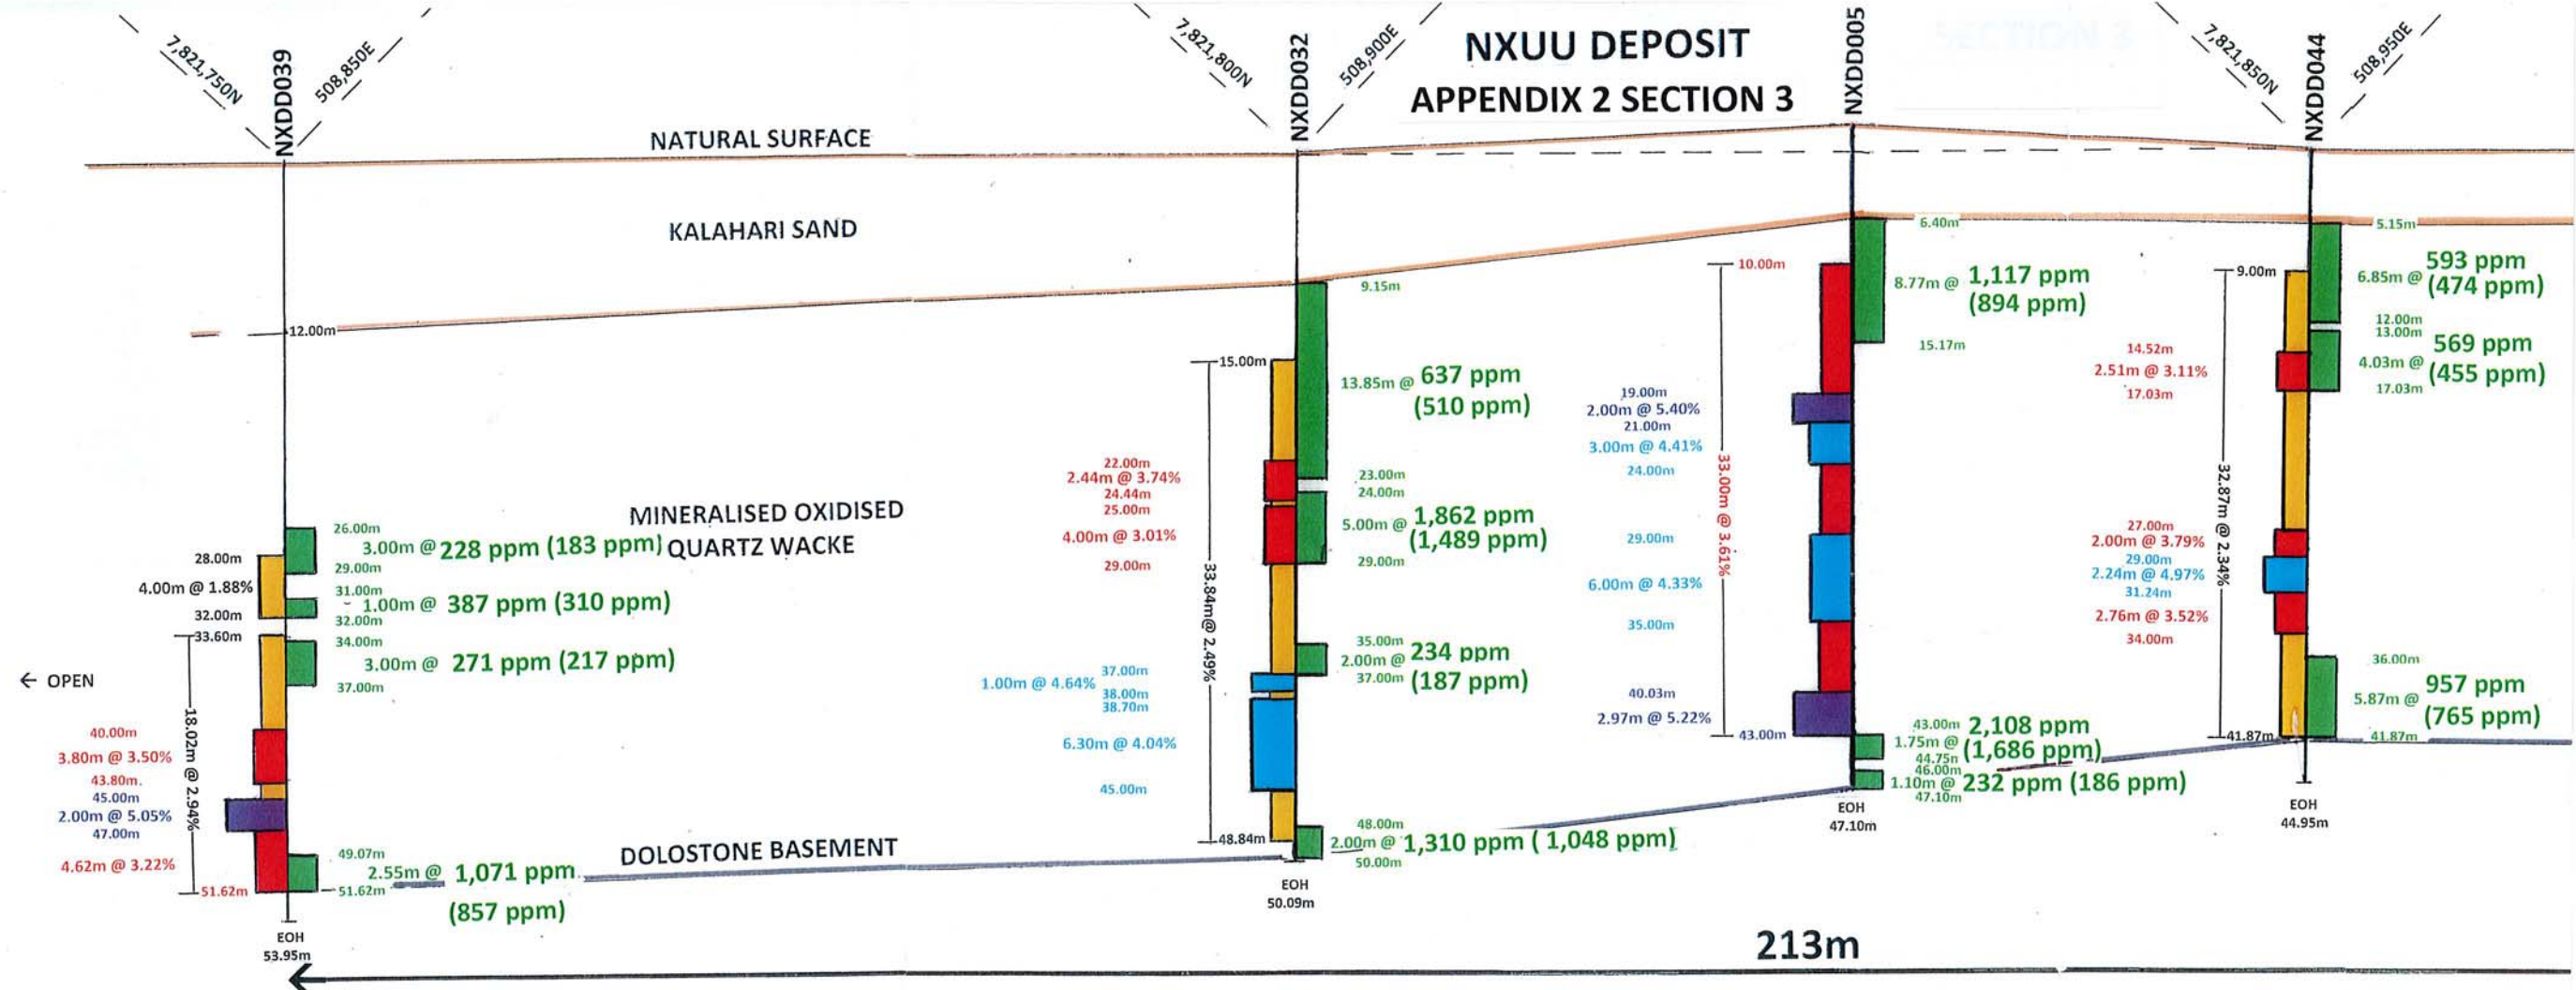 NXUU DEPOSIT
APPENDIX 2 SECTION 3
SECTION 3
7,821,750N
NXDD039
508,850E
7,821,800N
NXDD032
508,900E
NXDD005
7,821,850N
NXDD044
508,950E
NATURAL SURFACE
KALAHARI SAND
MINERALISED OXIDISED
QUARTZ WACKE
DOLOSTONE BASEMENT
← OPEN
12.00m
28.00m
4.00m @ 1.88%
32.00m
33.60m
18.02m @ 2.94%
40.00m
3.80m @ 3.50%
43.80m.
45.00m
2.00m @ 5.05%
47.00m
4.62m @ 3.22%
51.62m
26.00m
3.00m @ 228 ppm (183 ppm)
29.00m
31.00m
1.00m @ 387 ppm (310 ppm)
32.00m
34.00m
3.00m @ 271 ppm (217 ppm)
37.00m
49.07m
2.55m @ 1,071 ppm
51.62m
(857 ppm)
EOH
53.95m
15.00m
33.84m@ 2.49%
48.84m
22.00m
2.44m @ 3.74%
24.44m
25.00m
4.00m @ 3.01%
29.00m
37.00m
1.00m @ 4.64%
38.00m
38.70m
6.30m @ 4.04%
45.00m
9.15m
13.85m @ 637 ppm
(510 ppm)
23.00m
24.00m
5.00m @ 1,862 ppm
(1,489 ppm)
29.00m
35.00m
2.00m @ 234 ppm
37.00m (187 ppm)
48.00m
2.00m @ 1,310 ppm ( 1,048 ppm)
50.00m
EOH
50.09m
10.00m
33.00m @ 3.61%
43.00m
19.00m
2.00m @ 5.40%
21.00m
3.00m @ 4.41%
24.00m
29.00m
6.00m @ 4.33%
35.00m
40.03m
2.97m @ 5.22%
6.40m
8.77m @ 1,117 ppm
(894 ppm)
15.17m
43.00m 2,108 ppm
1.75m @ (1,686 ppm)
44.75n
46.00m
1.10m @ 232 ppm (186 ppm)
47.10m
EOH
47.10m
9.00m
32.87m @ 2.34%
41.87m
14.52m
2.51m @ 3.11%
17.03m
27.00m
2.00m @ 3.79%
29.00m
2.24m @ 4.97%
31.24m
2.76m @ 3.52%
34.00m
5.15m
6.85m @ 593 ppm
(474 ppm)
12.00m
13.00m
4.03m @ 569 ppm
(455 ppm)
17.03m
36.00m
5.87m @ 957 ppm
(765 ppm)
41.87m
EOH
44.95m
213m